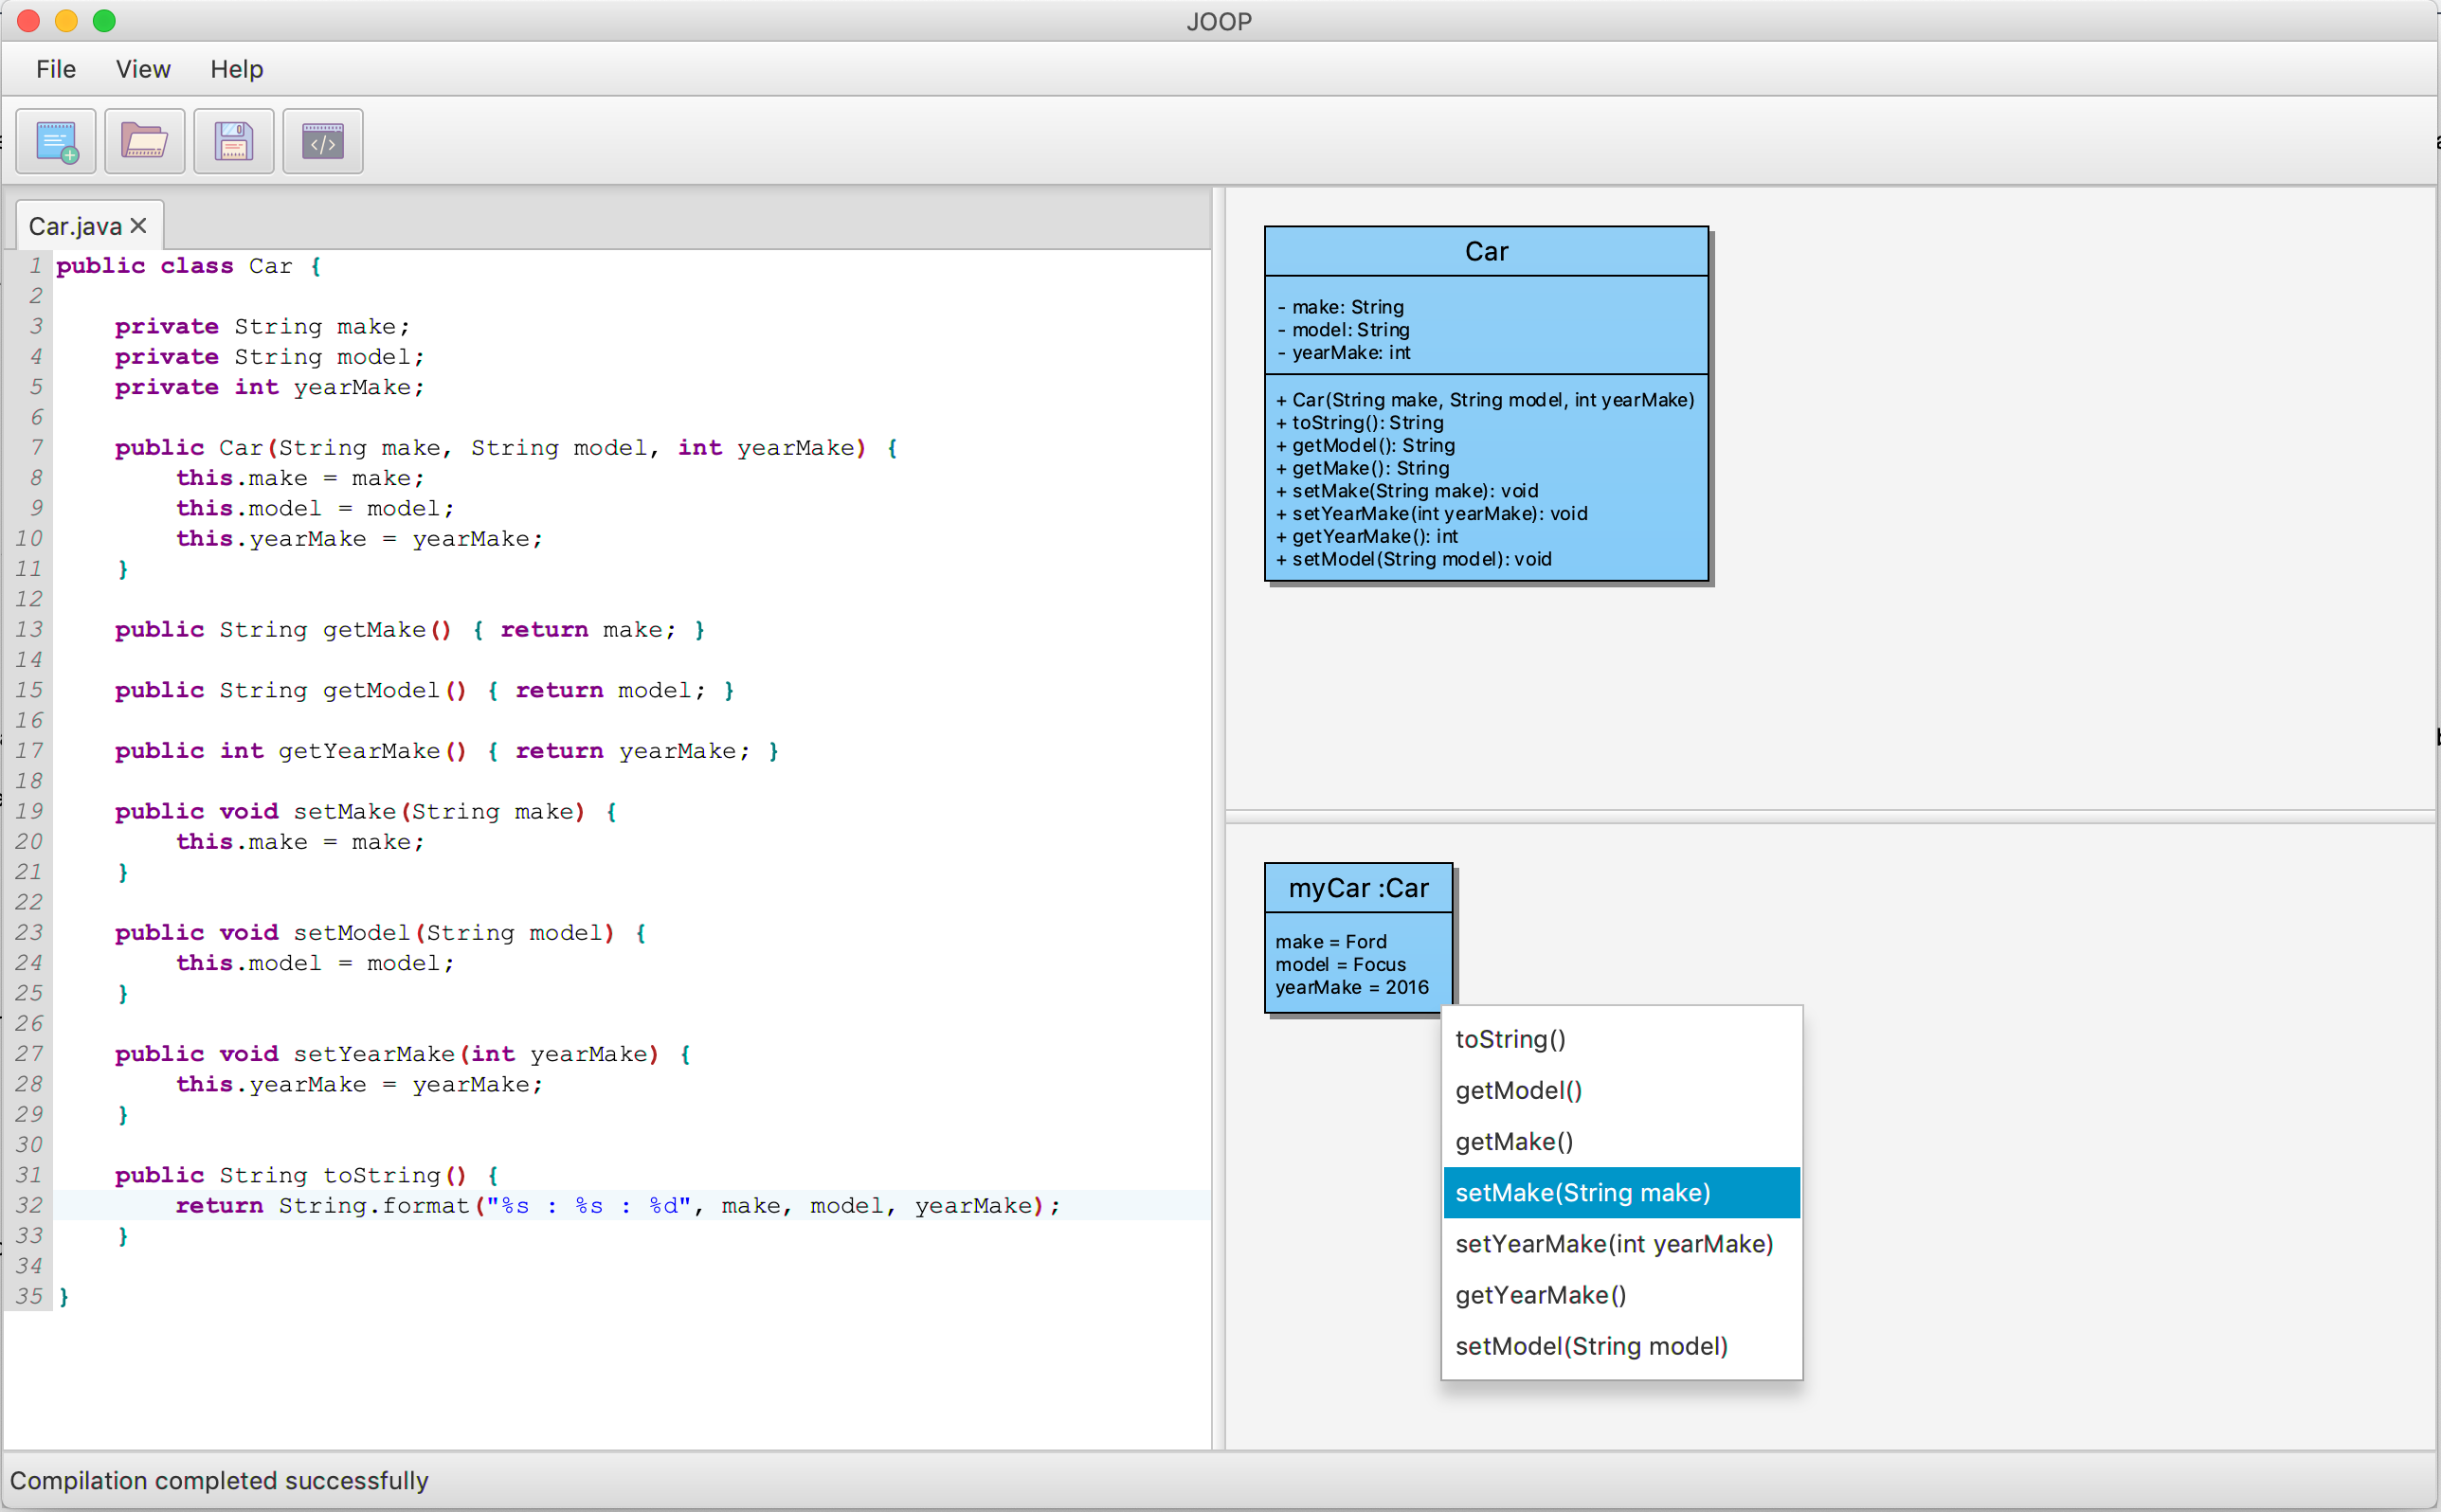 JOOP
File View Help
Car.java
1 public class Car {
2
3 private String make;
4 private String model;
5 private int yearMake;
6
7 public Car(String make, String model, int yearMake) {
8 this.make = make;
9 this.model = model;
10 this.yearMake = yearMake;
11 }
12
13 public String getMake() { return make; }
14
15 public String getModel() { return model; }
16
17 public int getYearMake() { return yearMake; }
18
19 public void setMake(String make) {
20 this.make = make;
21 }
22
23 public void setModel(String model) {
24 this.model = model;
25 }
26
27 public void setYearMake(int yearMake) {
28 this.yearMake = yearMake;
29 }
30
31 public String toString() {
32 return String.format("%s : %s : %d", make, model, yearMake);
33 }
34
35 }
Car
- make: String
- model: String
- yearMake: int
+ Car(String make, String model, int yearMake)
+ toString(): String
+ getModel(): String
+ getMake(): String
+ setMake(String make): void
+ setYearMake(int yearMake): void
+ getYearMake(): int
+ setModel(String model): void
myCar :Car
make = Ford
model = Focus
yearMake = 2016
toString()
getModel()
getMake()
setMake(String make)
setYearMake(int yearMake)
getYearMake()
setModel(String model)
Compilation completed successfully